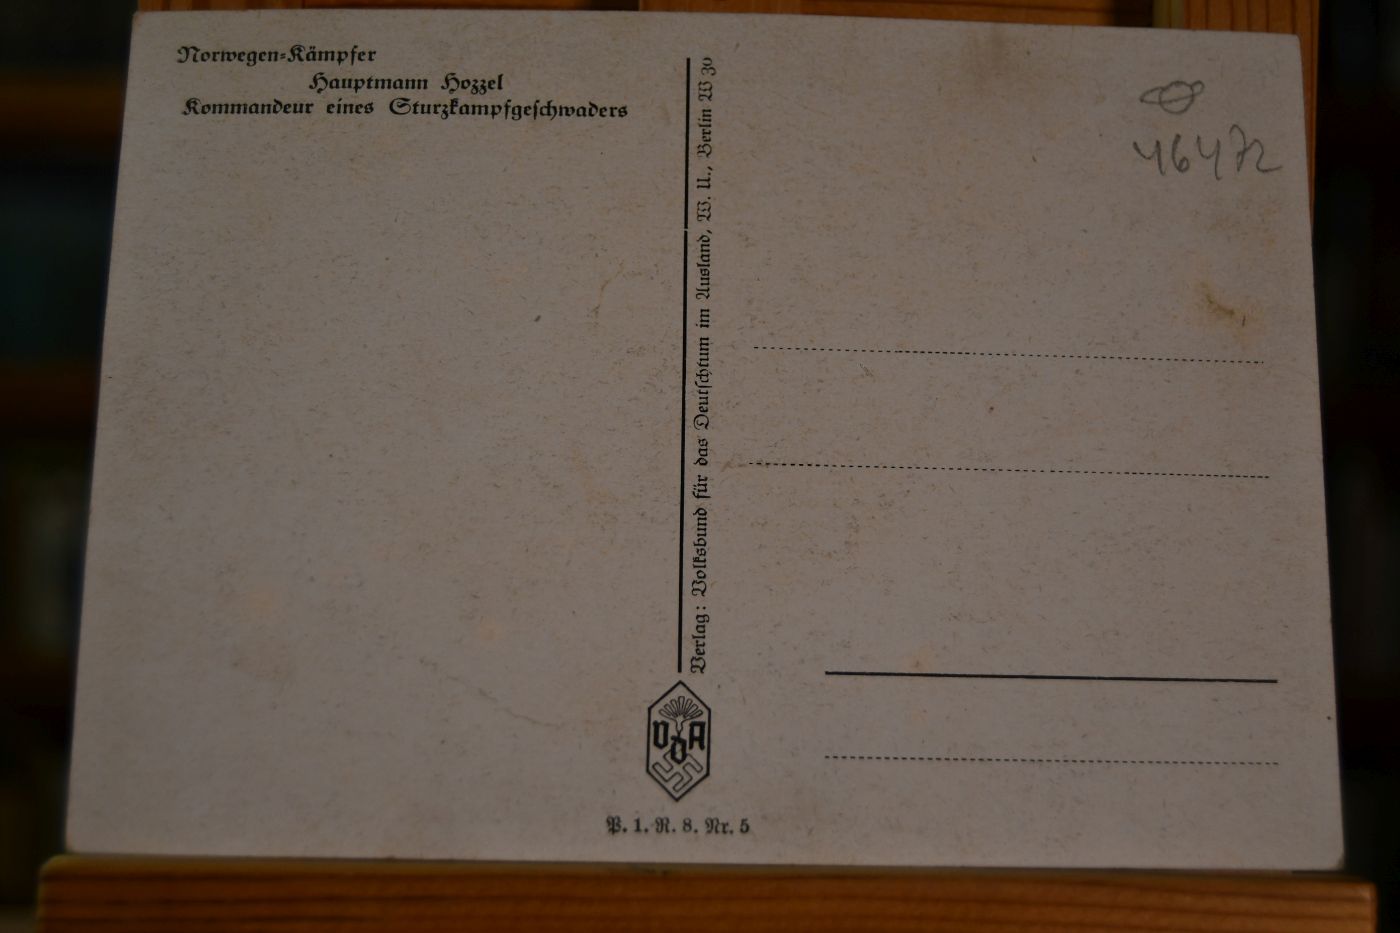 Norwegen-Kämpfer
Hauptmann Hozzel
Kommandeur eines Sturzkampfgeschwaders
Verlag: Volksbund für das Deutschtum im Ausland, W. U., Berlin W 30
46472
VDA
P. 1. R. 8. Nr. 5